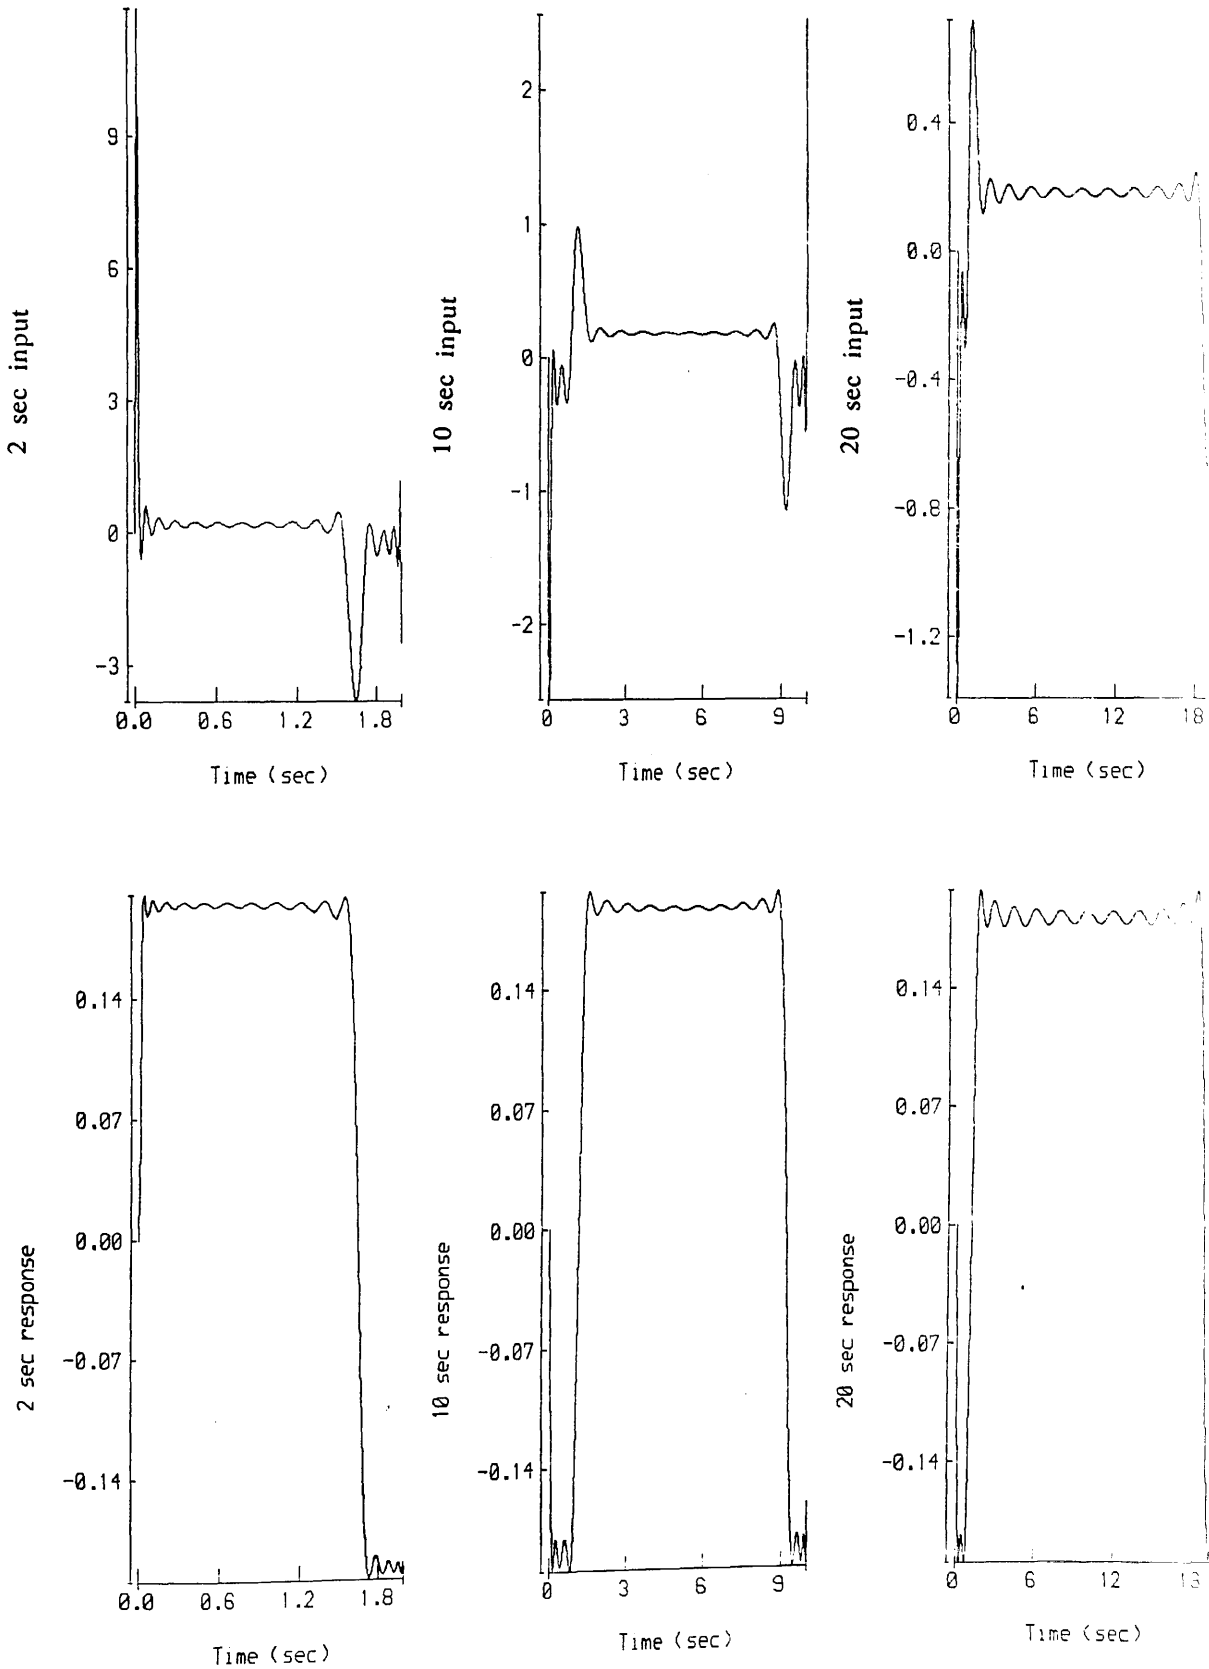 2 sec input
9
6
3
0
-3
0.0 0.6 1.2 1.8
Time (sec)
10 sec input
2
1
0
-1
-2
0 3 6 9
Time (sec)
20 sec input
0.4
0.0
-0.4
-0.8
-1.2
0 6 12 18
Time (sec)
2 sec response
0.14
0.07
0.00
-0.07
-0.14
0.0 0.6 1.2 1.8
Time (sec)
10 sec response
0.14
0.07
0.00
-0.07
-0.14
0 3 6 9
Time (sec)
20 sec response
0.14
0.07
0.00
-0.07
-0.14
0 6 12 18
Time (sec)